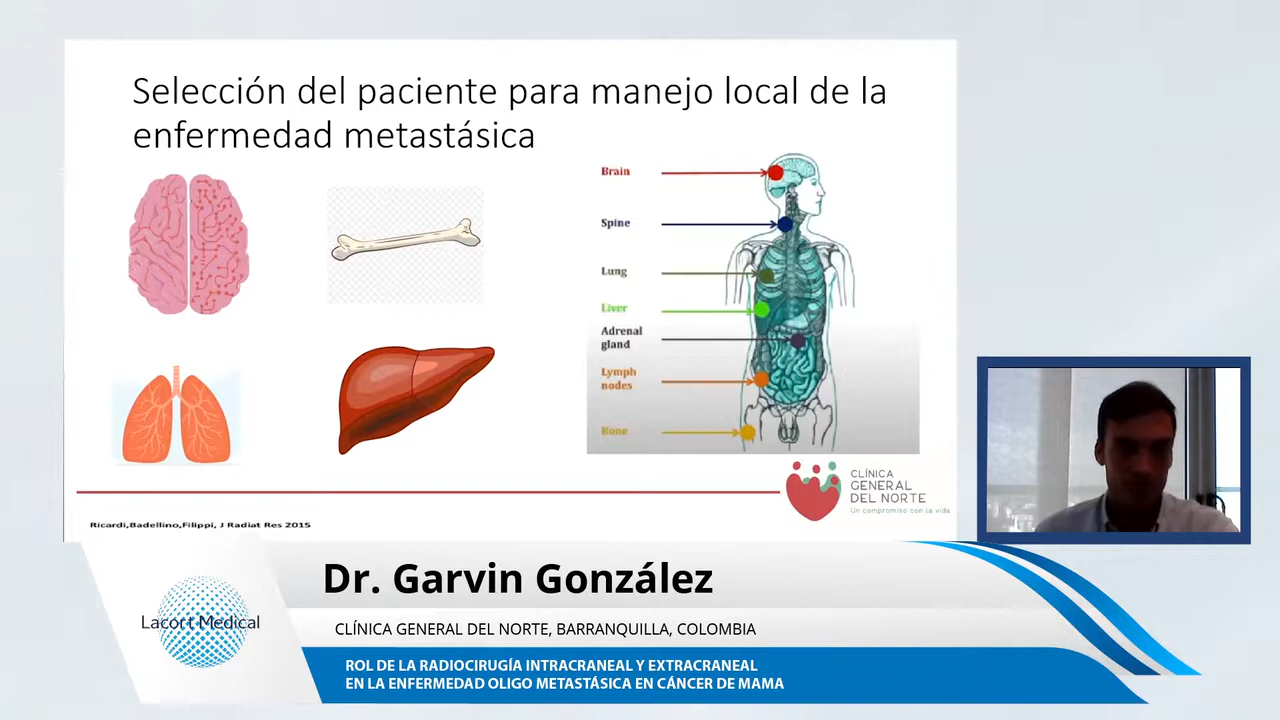 Selección del paciente para manejo local de la
enfermedad metastásica
Brain
Spine
Lung
Liver
Adrenal
gland
Lymph
nodes
Bone
CLÍNICA
GENERAL
DEL NORTE
Un compromiso con la vida
Ricardi,Badellino,Filippi, J Radiat Res 2015
Lacort Medical
Dr. Garvin González
CLÍNICA GENERAL DEL NORTE, BARRANQUILLA, COLOMBIA
ROL DE LA RADIOCIRUGÍA INTRACRANEAL Y EXTRACRANEAL
EN LA ENFERMEDAD OLIGO METASTÁSICA EN CÁNCER DE MAMA